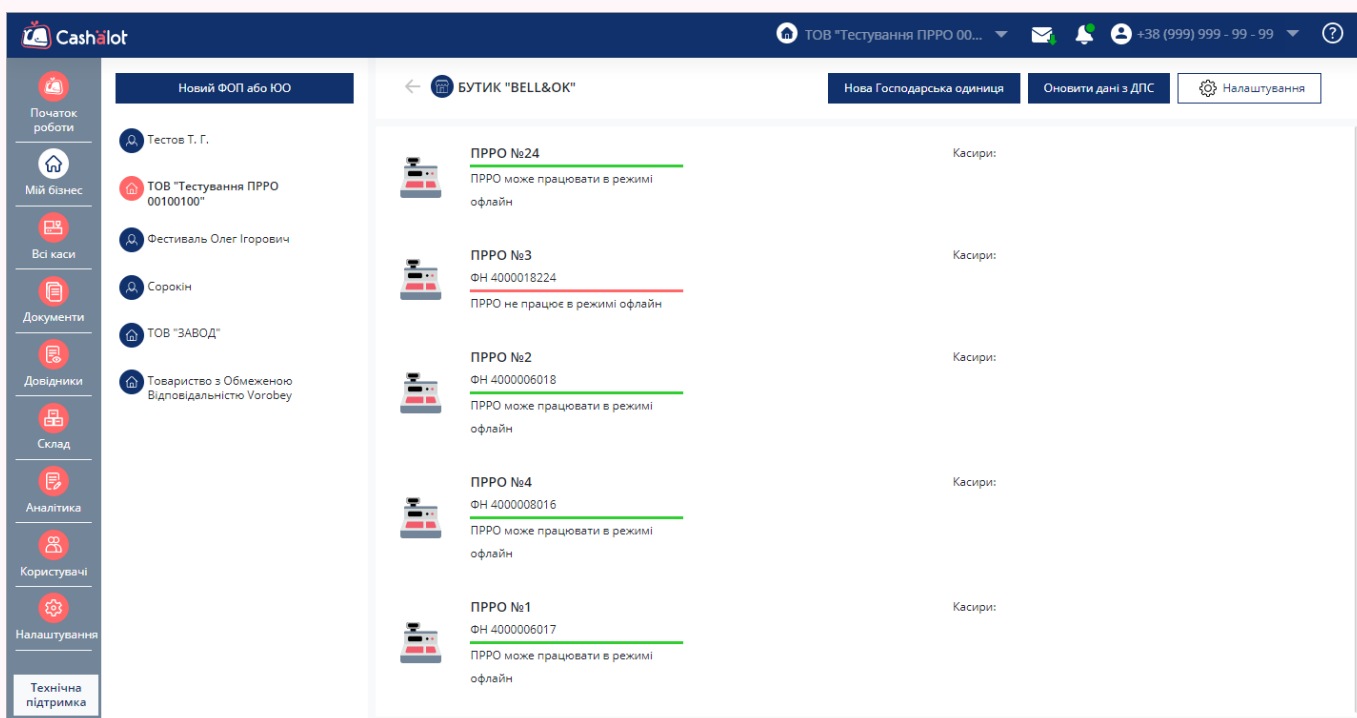 Cashalot
ТОВ "Тестування ПРРО 00...
+38 (999) 999 - 99 - 99
?
Початок
роботи
Мій бізнес
Всі каси
Документи
Довідники
Склад
Аналітика
Користувачі
Налаштування
Технічна
підтримка
Новий ФОП або ЮО
Тестов Т. Г.
ТОВ "Тестування ПРРО
00100100"
Фестиваль Олег Ігорович
Сорокін
ТОВ "ЗАВОД"
Товариство з Обмеженою
Відповідальністю Vorobey
БУТИК "BELL&OK"
Нова Господарська одиниця
Оновити дані з ДПС
Налаштування
ПРРО №24
Касири:
ПРРО може працювати в режимі
офлайн
ПРРО №3
Касири:
ФН 4000018224
ПРРО не працює в режимі офлайн
ПРРО №2
Касири:
ФН 4000006018
ПРРО може працювати в режимі
офлайн
ПРРО №4
Касири:
ФН 4000008016
ПРРО може працювати в режимі
офлайн
ПРРО №1
Касири:
ФН 4000006017
ПРРО може працювати в режимі
офлайн